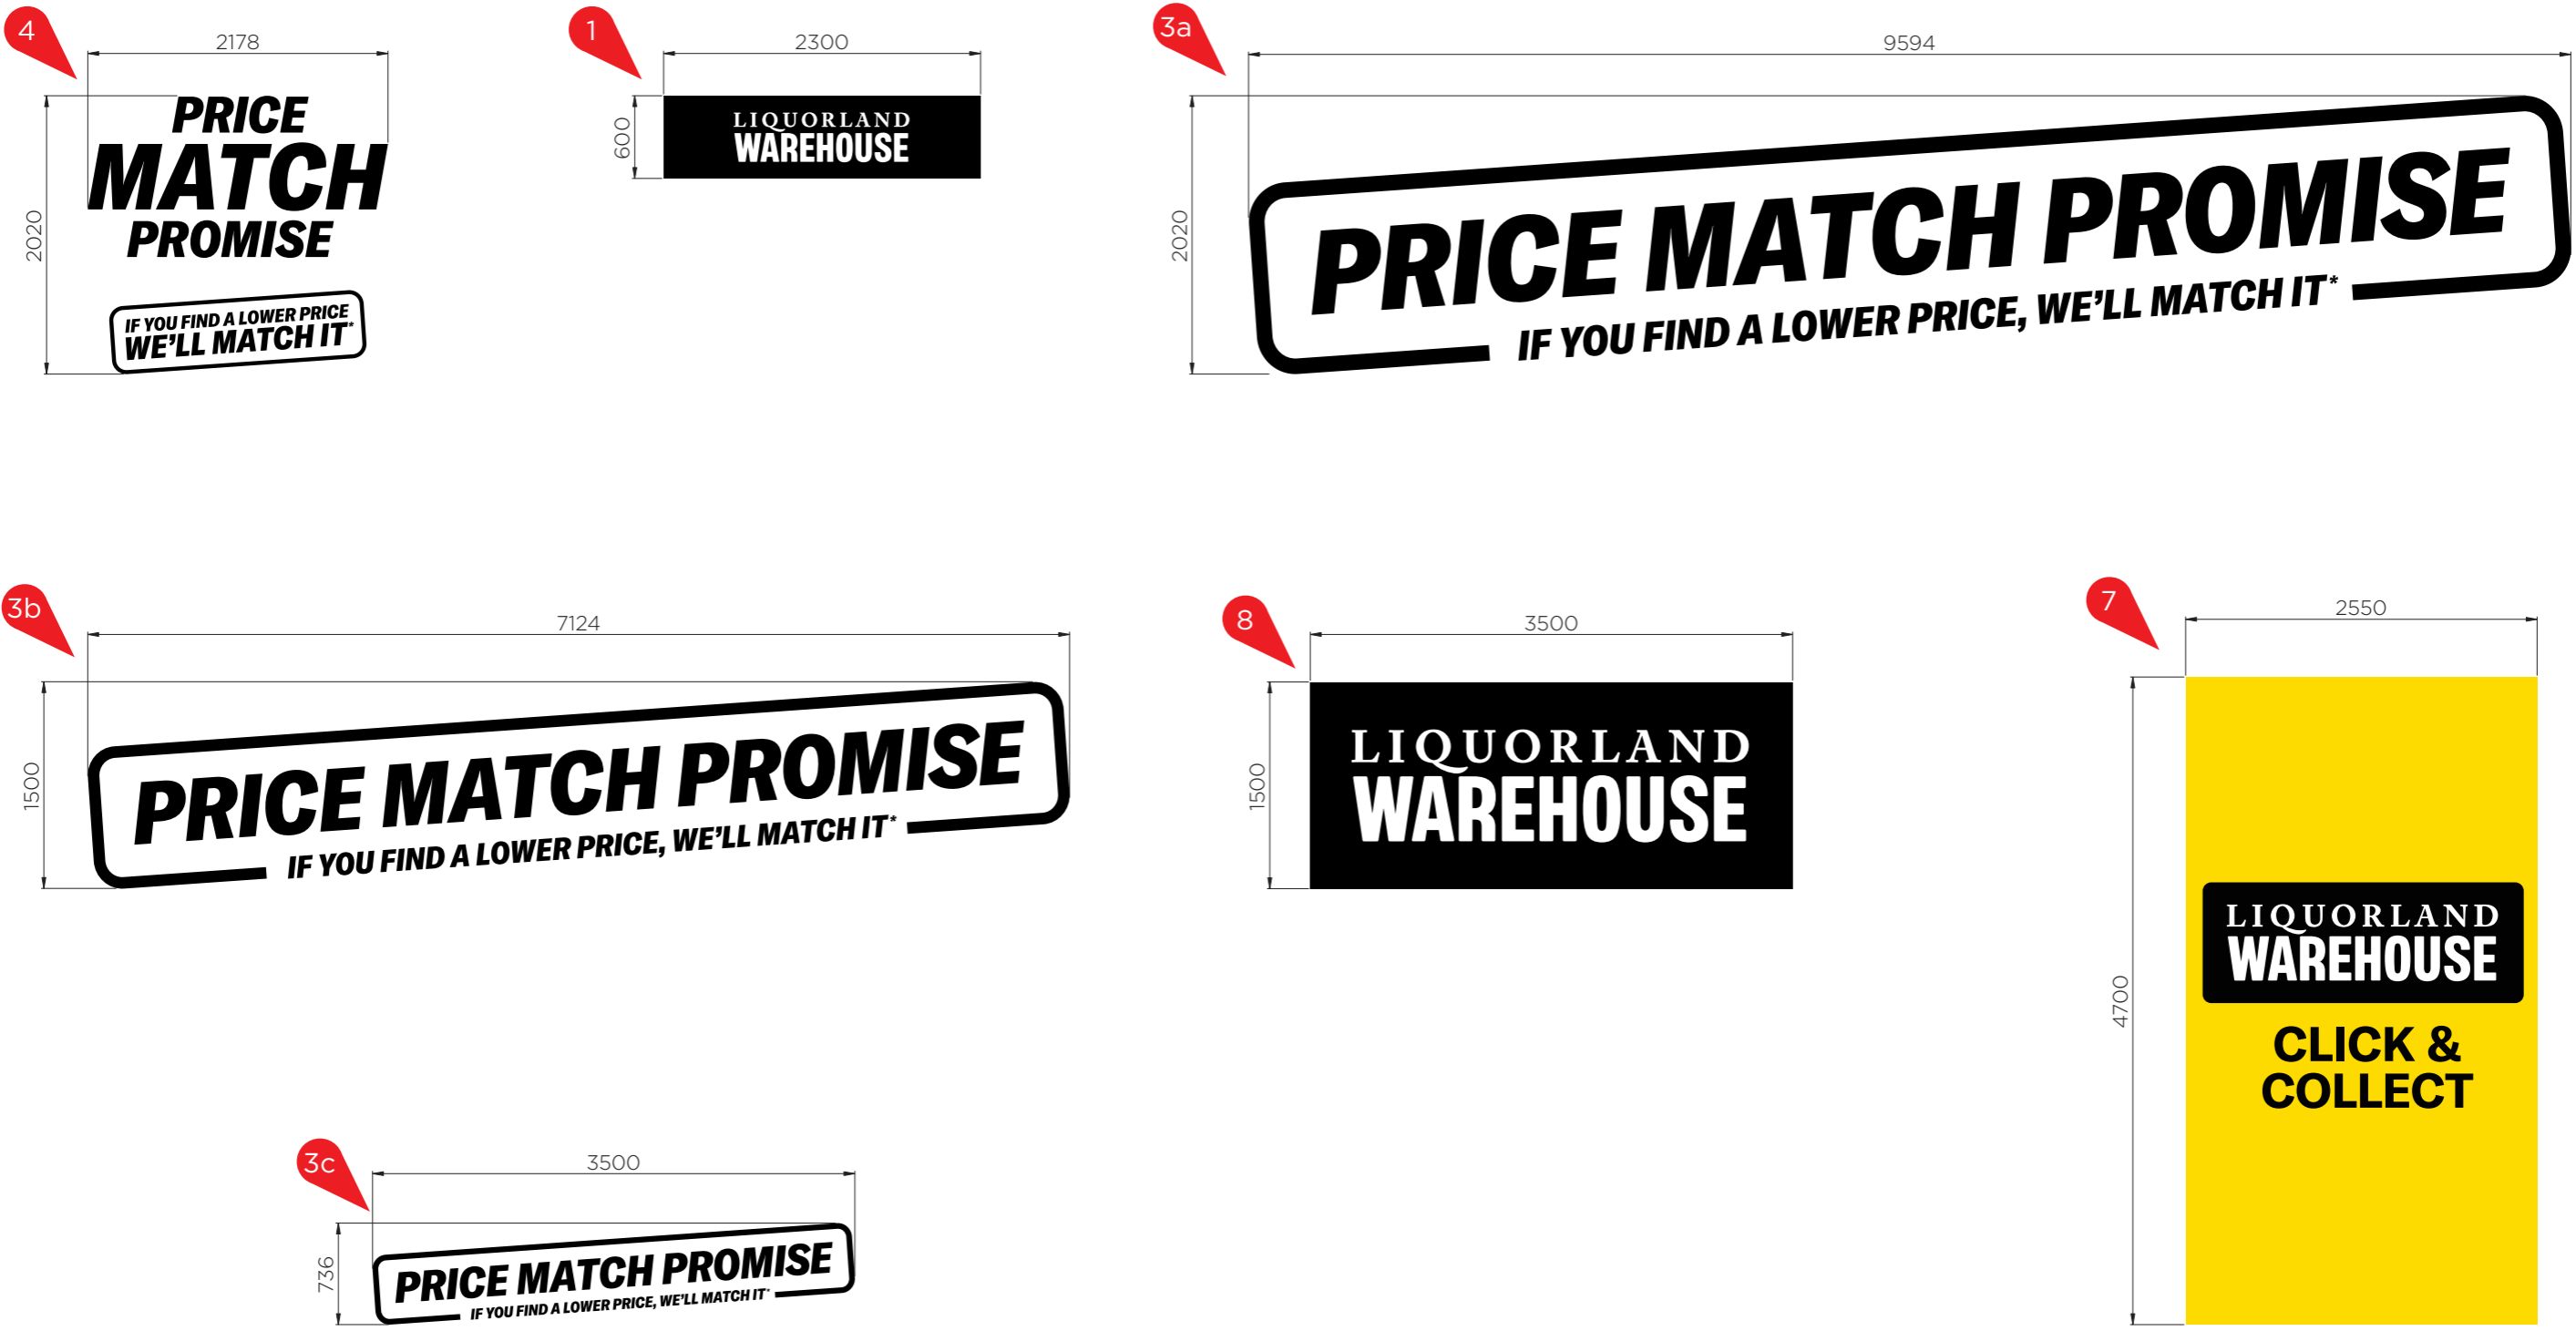 4
2178
2020
PRICE
MATCH
PROMISE
IF YOU FIND A LOWER PRICE
WE'LL MATCH IT*
1
2300
600
LIQUORLAND
WAREHOUSE
3a
9594
2020
PRICE MATCH PROMISE
IF YOU FIND A LOWER PRICE, WE'LL MATCH IT*
3b
7124
1500
PRICE MATCH PROMISE
IF YOU FIND A LOWER PRICE, WE'LL MATCH IT*
8
3500
1500
LIQUORLAND
WAREHOUSE
7
2550
4700
LIQUORLAND
WAREHOUSE
CLICK &
COLLECT
3c
3500
736
PRICE MATCH PROMISE
IF YOU FIND A LOWER PRICE, WE'LL MATCH IT*